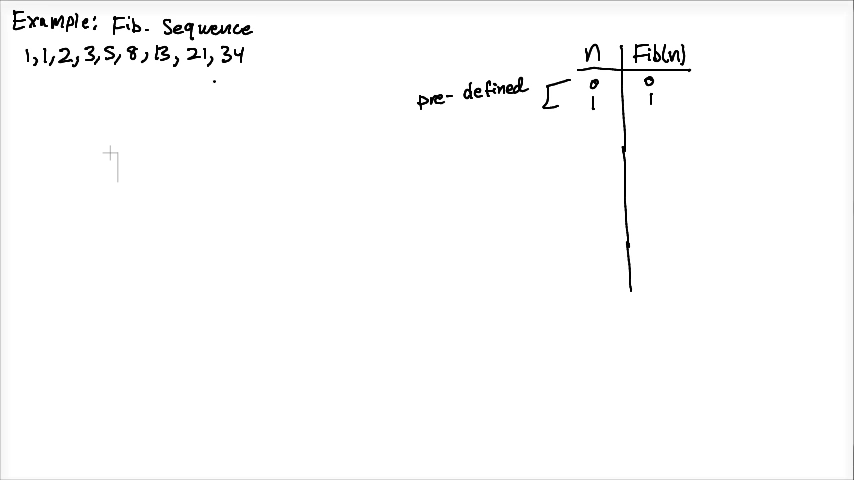 Example: Fib. Sequence
1,1,2,3,5,8,13,21,34
n Fib(n)
pre-defined 0 0
1 1